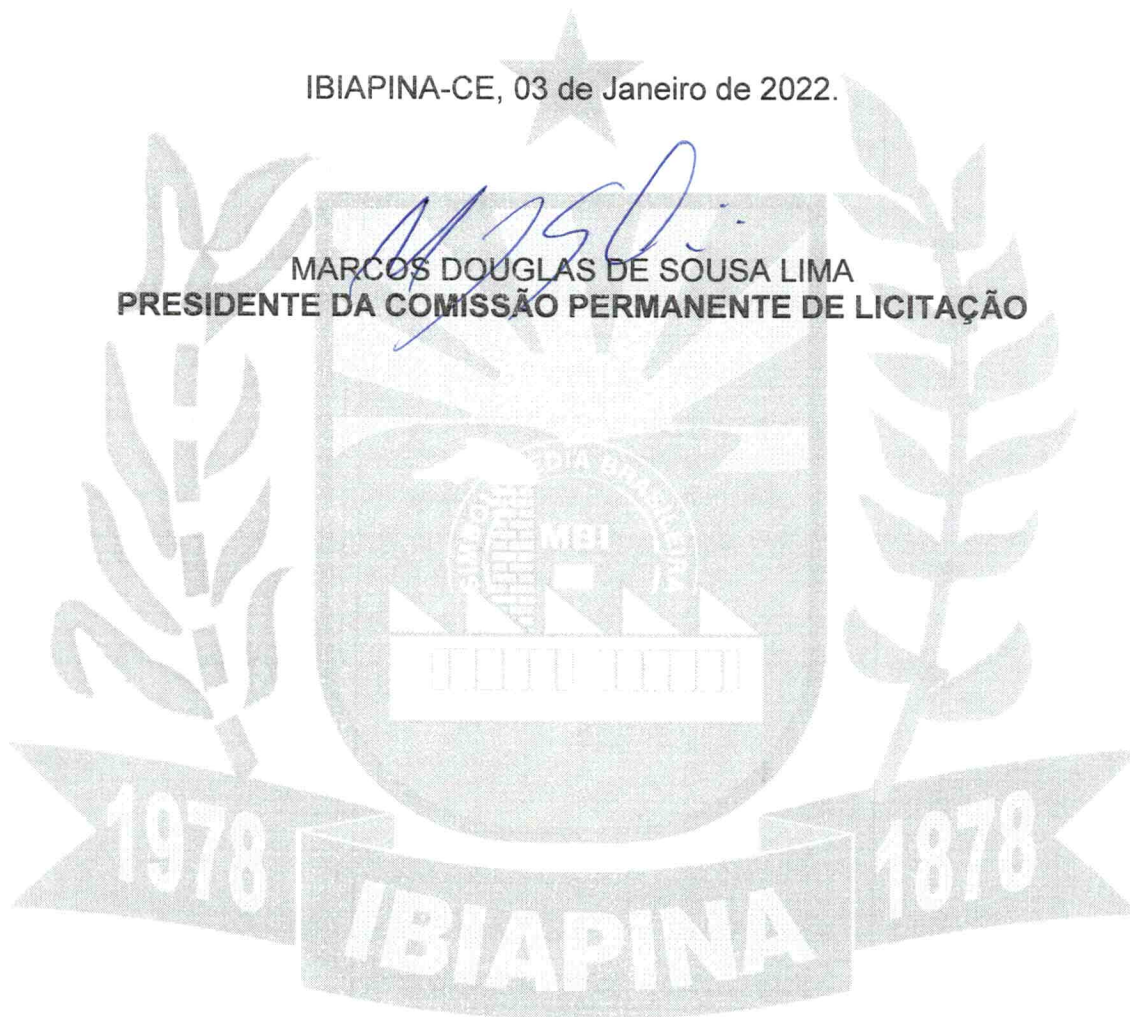 IBIAPINA-CE, 03 de Janeiro de 2022.
MARCOS DOUGLAS DE SOUSA LIMA
PRESIDENTE DA COMISSÃO PERMANENTE DE LICITAÇÃO
MBI
1978
1878
IBIAPINA